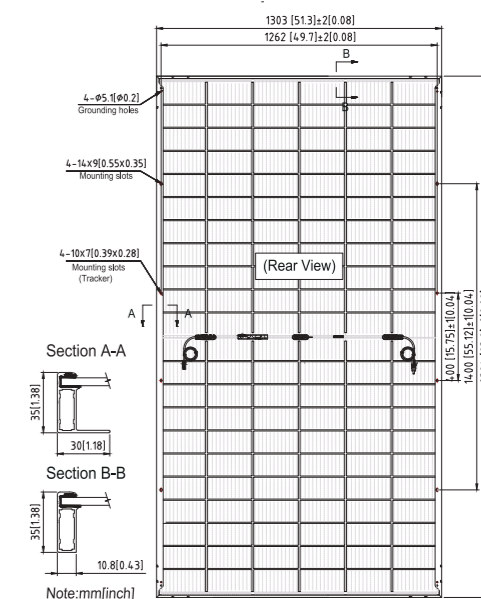 1303 [51.3]±2[0.08]
1262 [49.7]±2[0.08]
B
B
4-Ø5.1[Ø0.2]
Grounding holes
4-14x9[0.55x0.35]
Mounting slots
4-10x7[0.39x0.28]
Mounting slots
(Tracker)
(Rear View)
A
A
400 [15.75]±1[0.04]
1400 [55.12]±1[0.04]
Section A-A
35[1.38]
30[1.18]
Section B-B
35[1.38]
10.8[0.43]
Note:mm[inch]